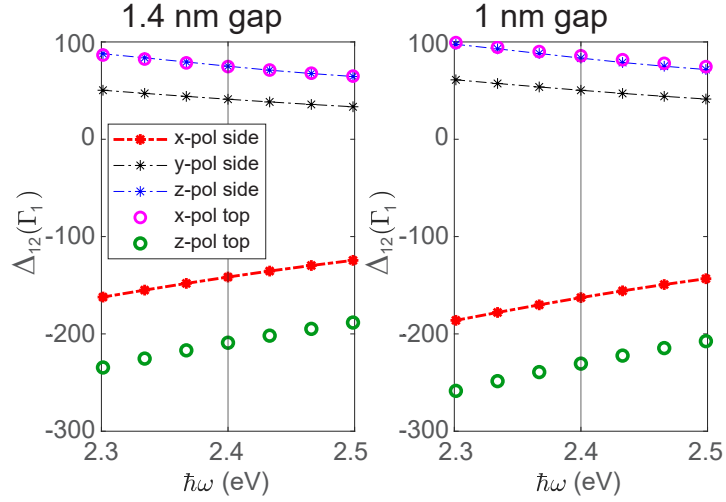 1.4 nm gap
100
0
-100
-200
-300
Δ₁₂(Γ₁)
x-pol side
y-pol side
z-pol side
x-pol top
z-pol top
2.3
2.4
2.5
ħω (eV)
1 nm gap
100
0
-100
-200
-300
Δ₁₂(Γ₁)
2.3
2.4
2.5
ħω (eV)